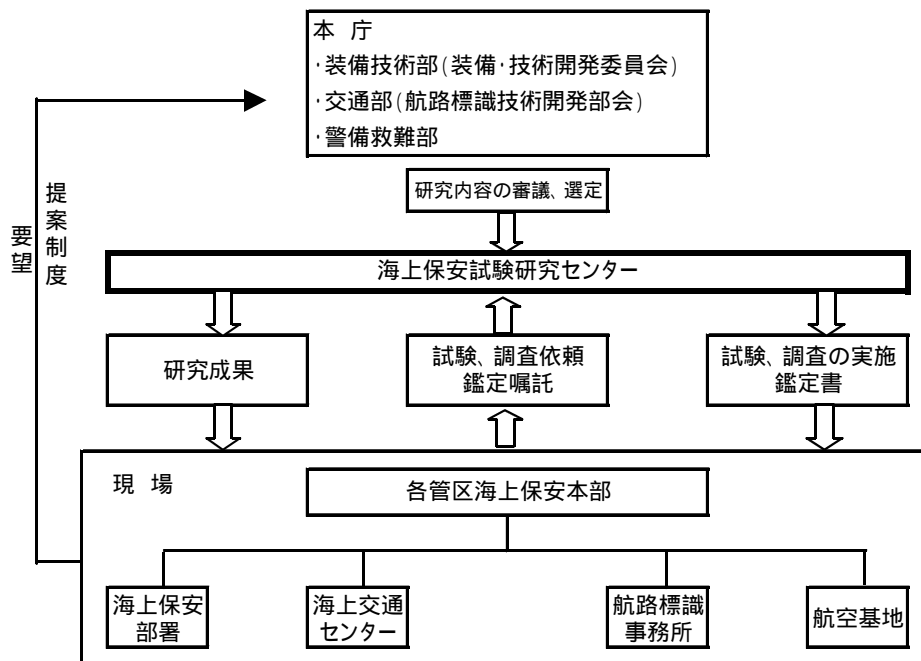 本 庁
・装備技術部(装備・技術開発委員会)
・交通部(航路標識技術開発部会)
・警備救難部
研究内容の審議、選定
提案制度
要望
海上保安試験研究センター
研究成果
試験、調査依頼
鑑定嘱託
試験、調査の実施
鑑定書
現 場
各管区海上保安本部
海上保安
部署
海上交通
センター
航路標識
事務所
航空基地